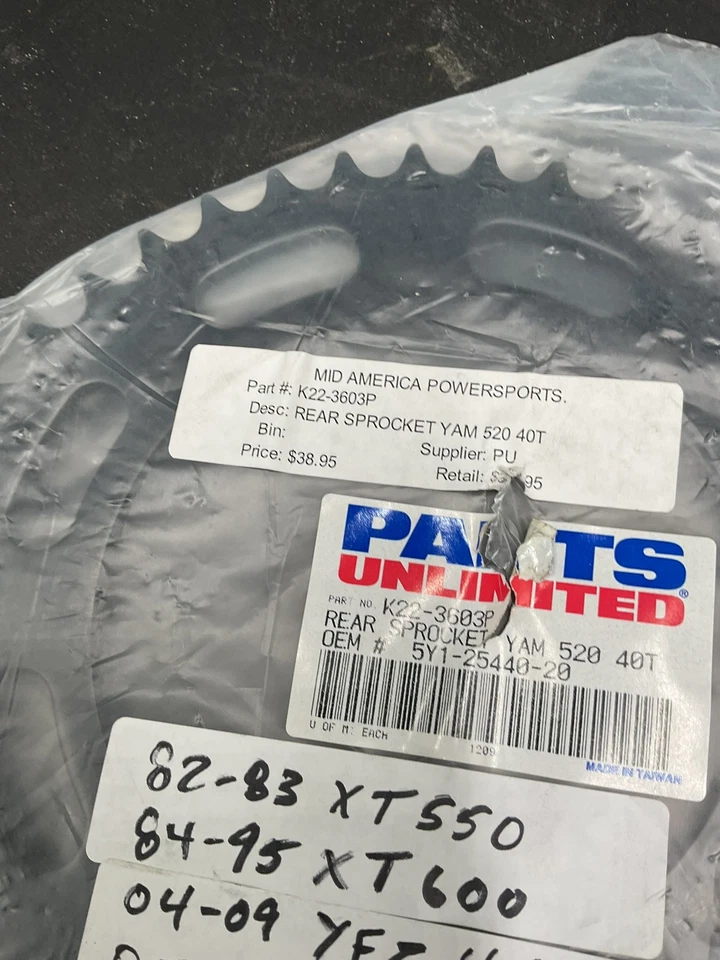 MID AMERICA POWERSPORTS.
Part #: K22-3603P
Desc: REAR SPROCKET YAM 520 40T
Bin:
Supplier: PU
Price: $38.95
Retail: 95
PARTS
UNLIMITED®
PART NO. K22-3603P
REAR SPROCKET YAM 520 40T
OEM # 5Y1-25440-20
U OF M: EACH
1209
MADE IN TAIWAN
82-83 XT550
84-95 XT600
04-09